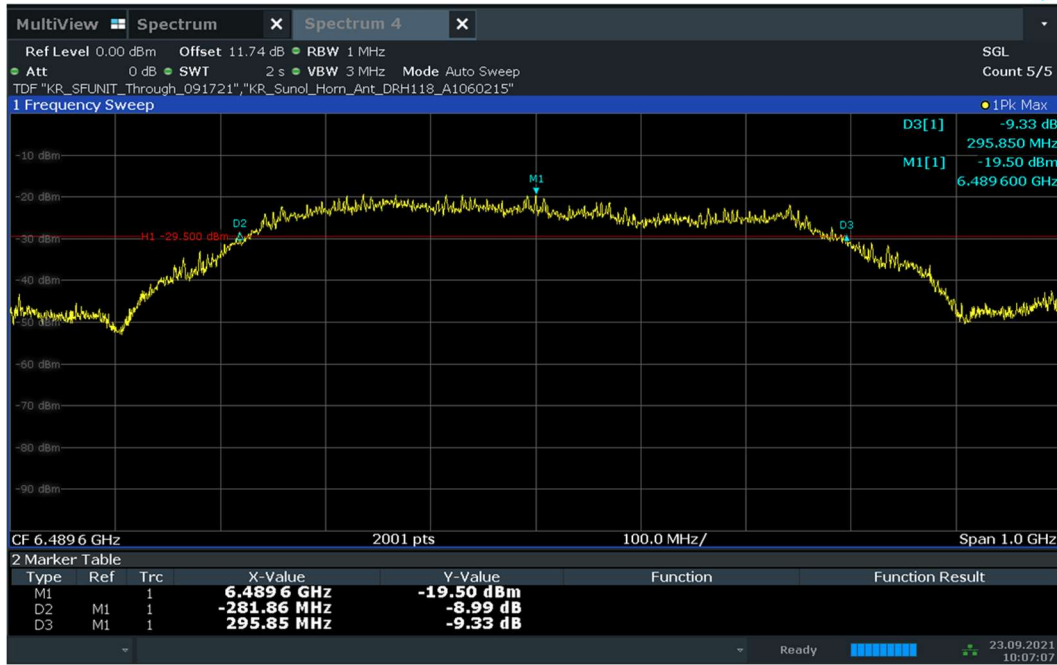 MultiView Spectrum X Spectrum 4 X
Ref Level 0.00 dBm Offset 11.74 dB RBW 1 MHz SGL
Att 0 dB SWT 2 s VBW 3 MHz Mode Auto Sweep Count 5/5
TDF "KR_SFUNIT_Through_091721","KR_Sunol_Horn_Ant_DRH118_A1060215"
1 Frequency Sweep 1Pk Max
D3[1] -9.33 dB
295.850 MHz
M1[1] -19.50 dBm
6.489 600 GHz
-10 dBm
M1
-20 dBm
D2 D3
H1 -29.500 dBm
-30 dBm
-40 dBm
-50 dBm
-60 dBm
-70 dBm
-80 dBm
-90 dBm
CF 6.489 6 GHz 2001 pts 100.0 MHz/ Span 1.0 GHz
2 Marker Table
Type Ref Trc X-Value Y-Value Function Function Result
M1 1 6.489 6 GHz -19.50 dBm
D2 M1 1 -281.86 MHz -8.99 dB
D3 M1 1 295.85 MHz -9.33 dB
Ready 23.09.2021
10:07:07